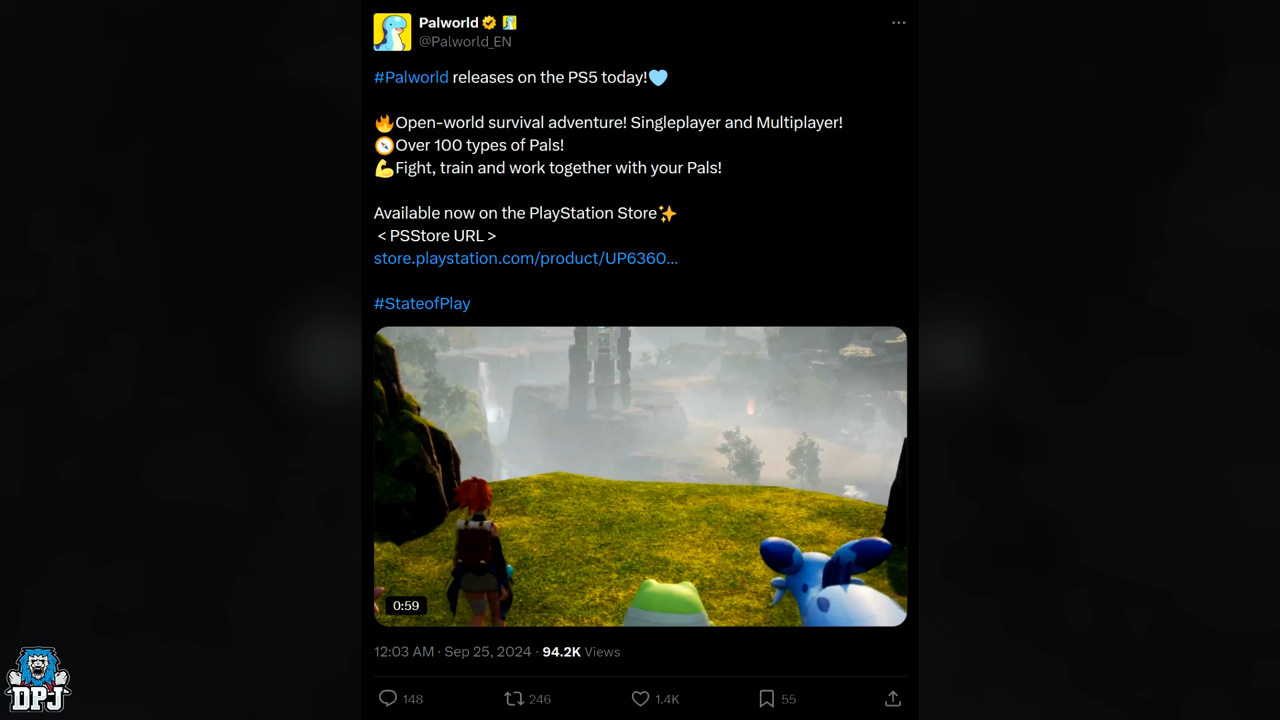 Palworld
@Palworld_EN
#Palworld releases on the PS5 today!🩵
🔥Open-world survival adventure! Singleplayer and Multiplayer!
🧭Over 100 types of Pals!
💪Fight, train and work together with your Pals!
Available now on the PlayStation Store✨
< PSStore URL >
store.playstation.com/product/UP6360...
#StateofPlay
0:59
12:03 AM · Sep 25, 2024 · 94.2K Views
148 246 1.4K 55
DPJ